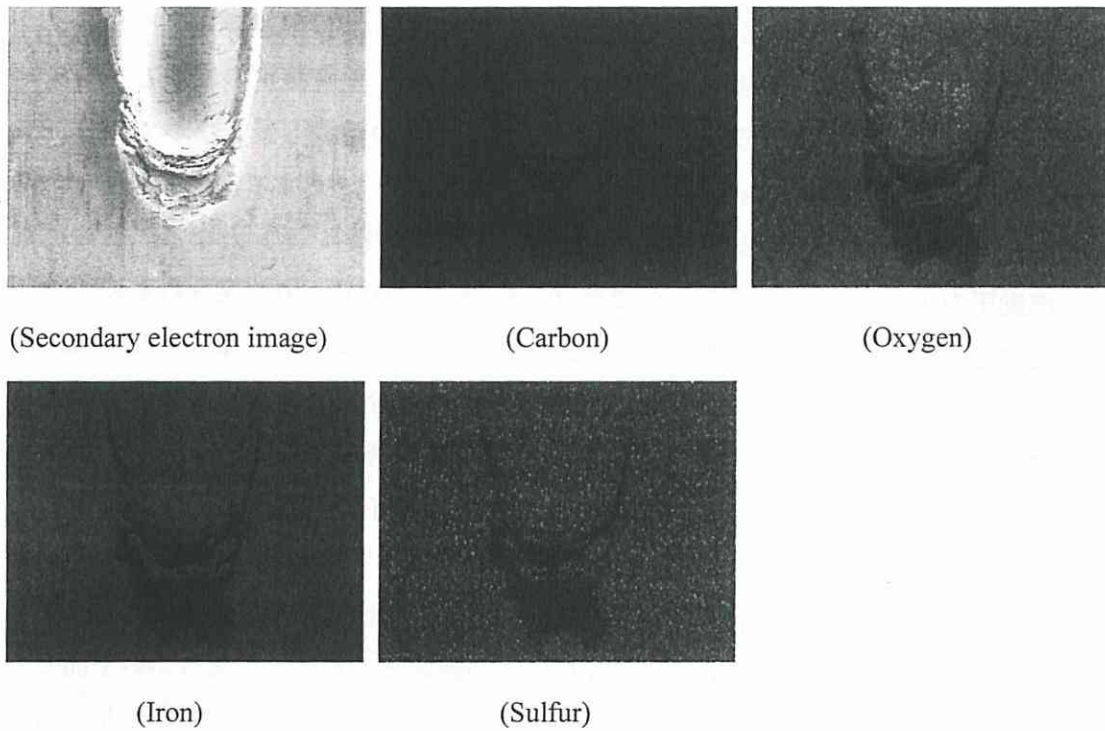 (Secondary electron image)
(Carbon)
(Oxygen)
(Iron)
(Sulfur)